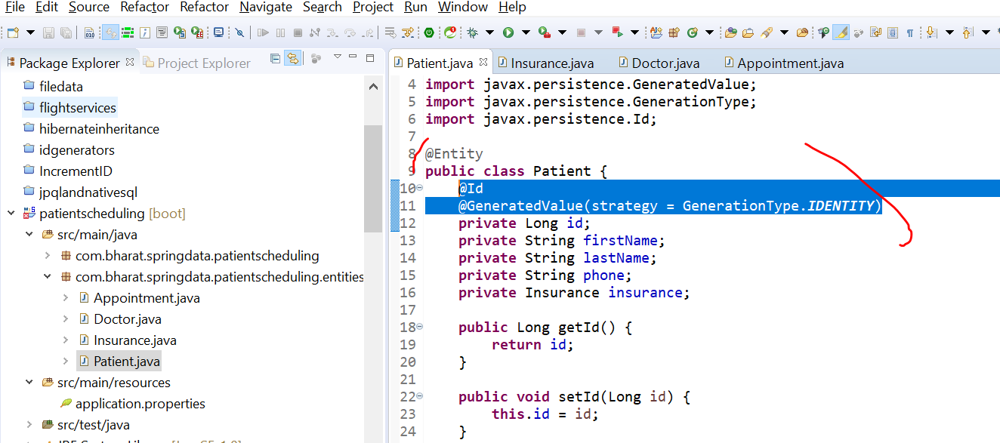 File Edit Source Refactor Refactor Navigate Search Project Run Window Help
Package Explorer Project Explorer
filedata
flightservices
hibernateinheritance
idgenerators
IncrementID
jpqlandnativesql
patientscheduling [boot]
src/main/java
com.bharat.springdata.patientscheduling
com.bharat.springdata.patientscheduling.entities
Appointment.java
Doctor.java
Insurance.java
Patient.java
src/main/resources
application.properties
src/test/java
Patient.java Insurance.java Doctor.java Appointment.java
4 import javax.persistence.GeneratedValue;
5 import javax.persistence.GenerationType;
6 import javax.persistence.Id;
7
8 @Entity
9 public class Patient {
10 @Id
11 @GeneratedValue(strategy = GenerationType.IDENTITY)
12 private Long id;
13 private String firstName;
14 private String lastName;
15 private String phone;
16 private Insurance insurance;
17
18 public Long getId() {
19 return id;
20 }
21
22 public void setId(Long id) {
23 this.id = id;
24 }